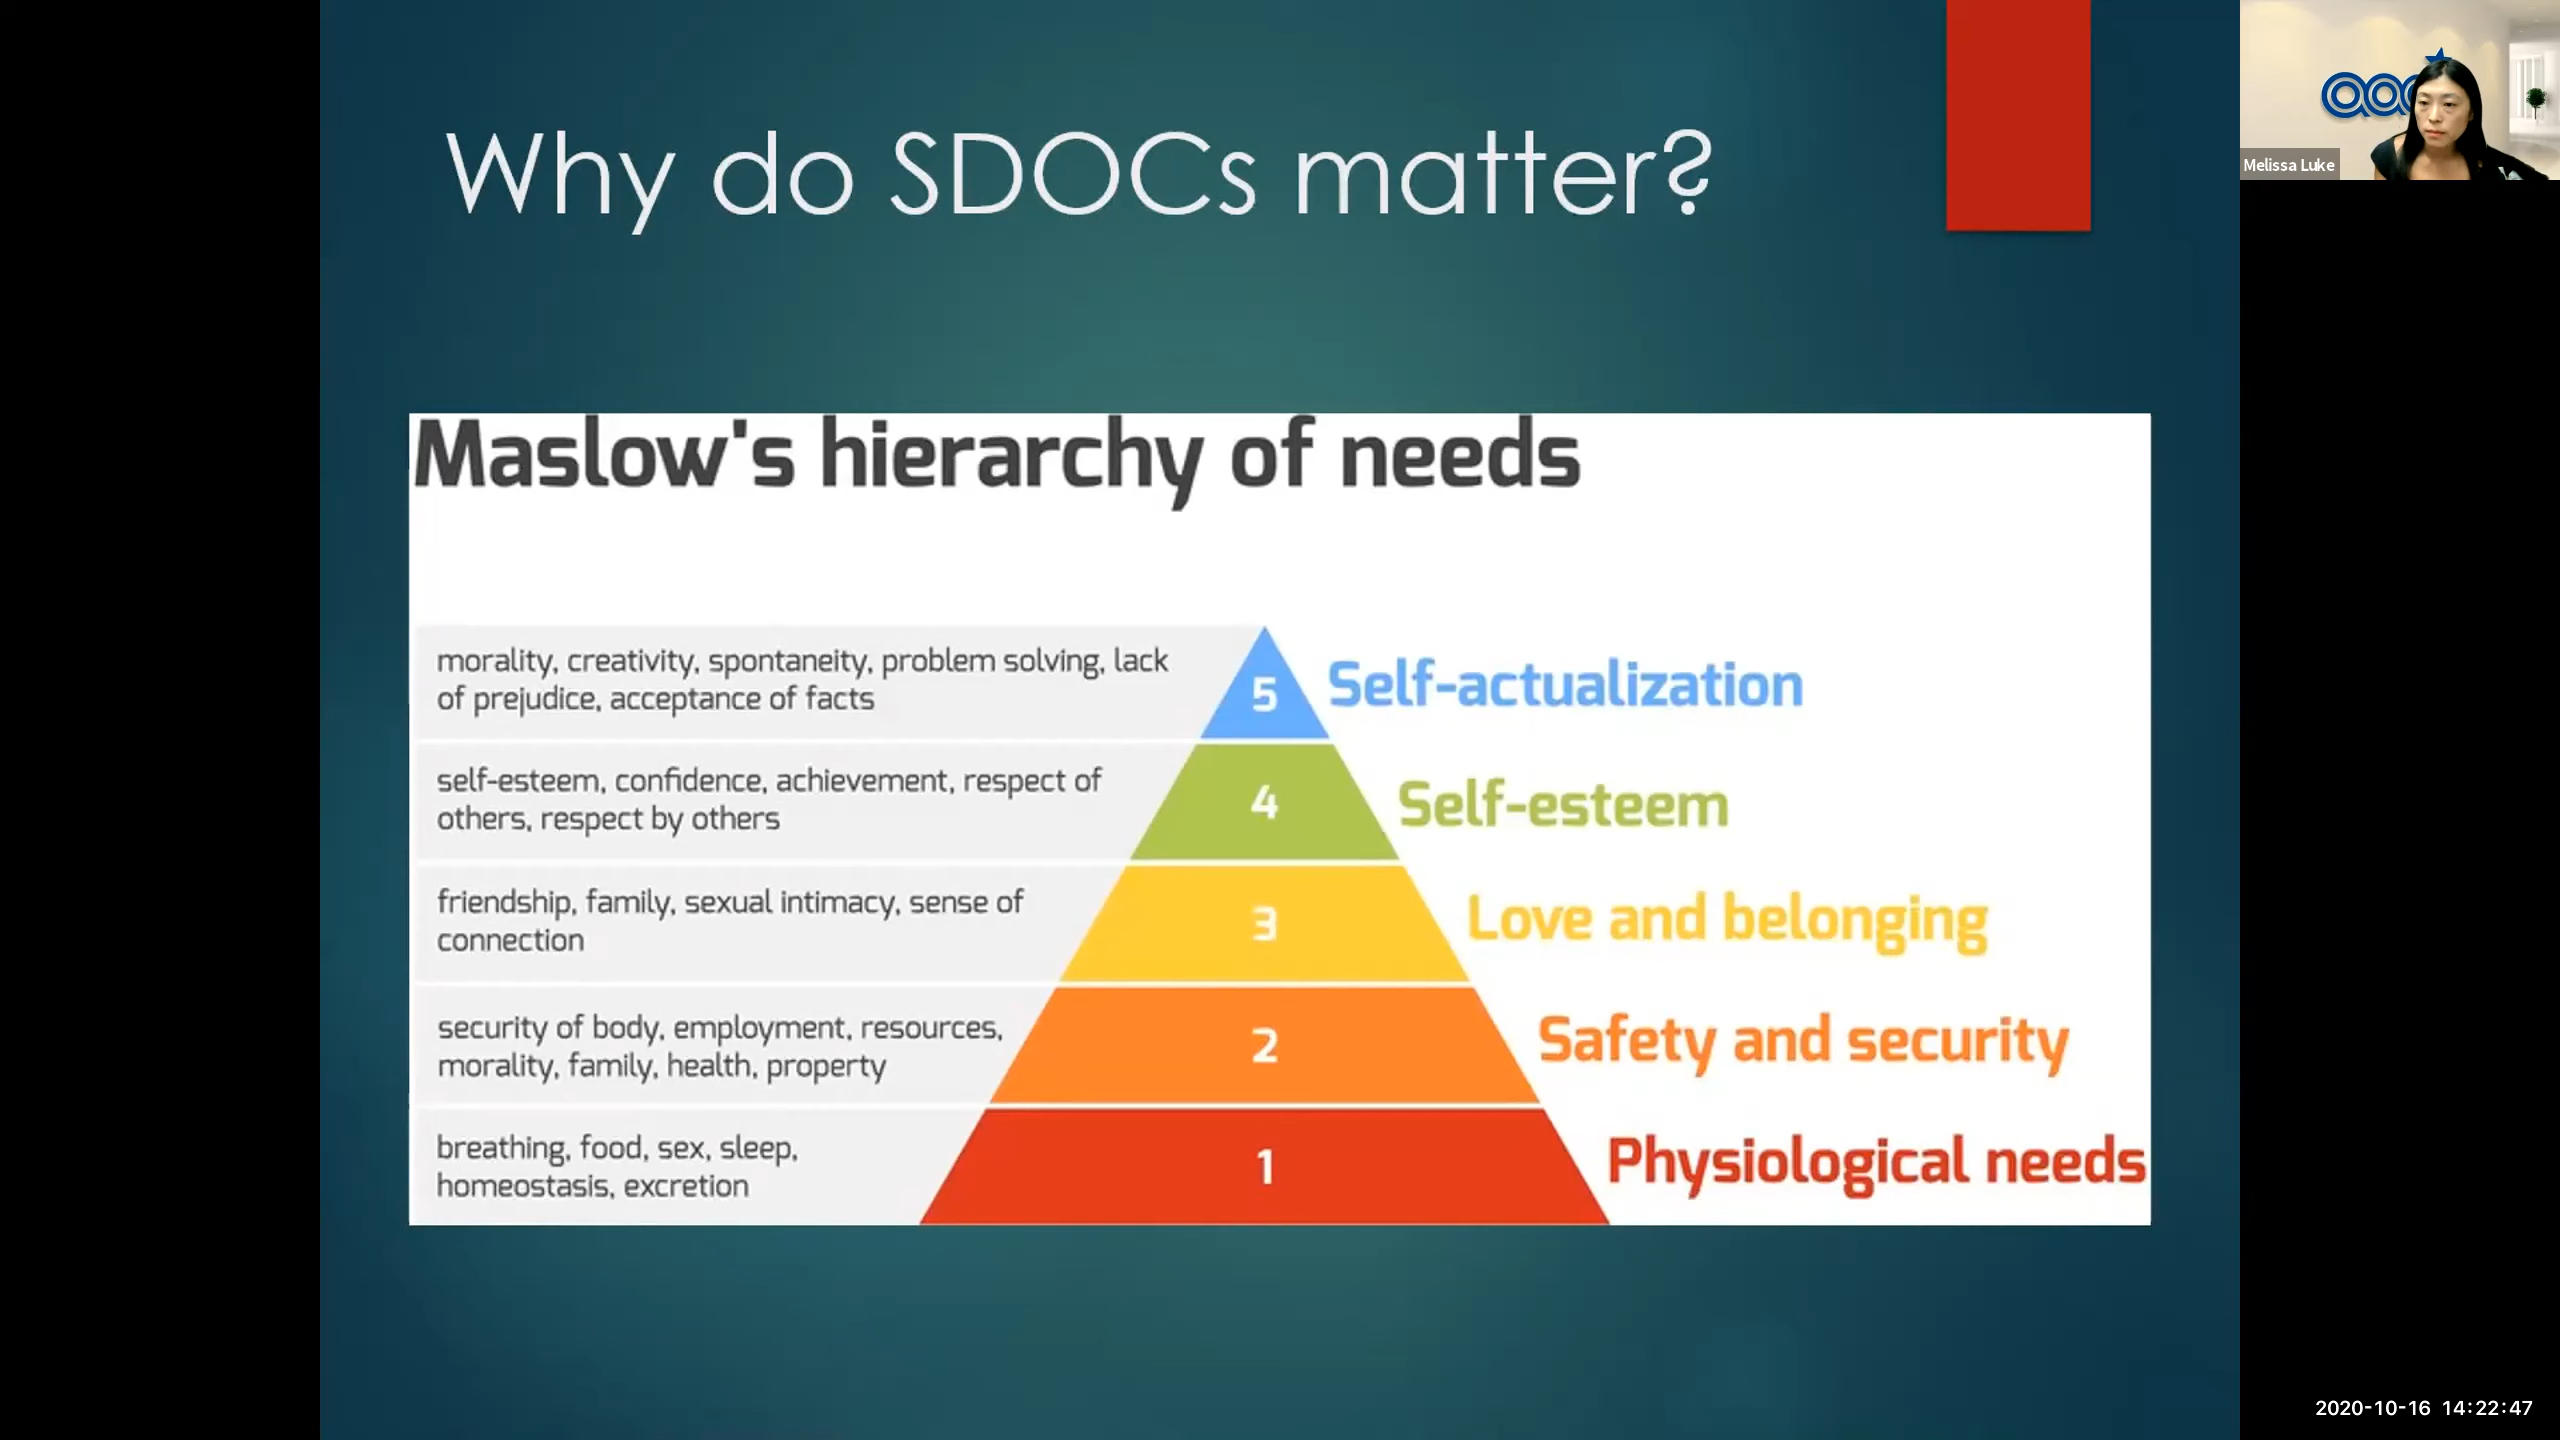 Why do SDOCs matter?
Melissa Luke
Maslow's hierarchy of needs
morality, creativity, spontaneity, problem solving, lack
of prejudice, acceptance of facts
5
Self-actualization
self-esteem, confidence, achievement, respect of
others, respect by others
4
Self-esteem
friendship, family, sexual intimacy, sense of
connection
3
Love and belonging
security of body, employment, resources,
morality, family, health, property
2
Safety and security
breathing, food, sex, sleep,
homeostasis, excretion
1
Physiological needs
2020-10-16 14:22:47